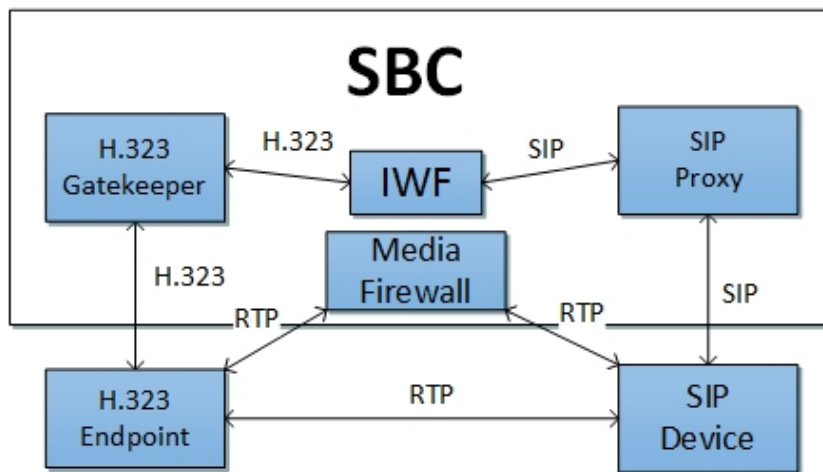 SBC
H.323
Gatekeeper
H.323
IWF
SIP
SIP
Proxy
Media
Firewall
H.323
SIP
RTP
RTP
H.323
Endpoint
RTP
SIP
Device